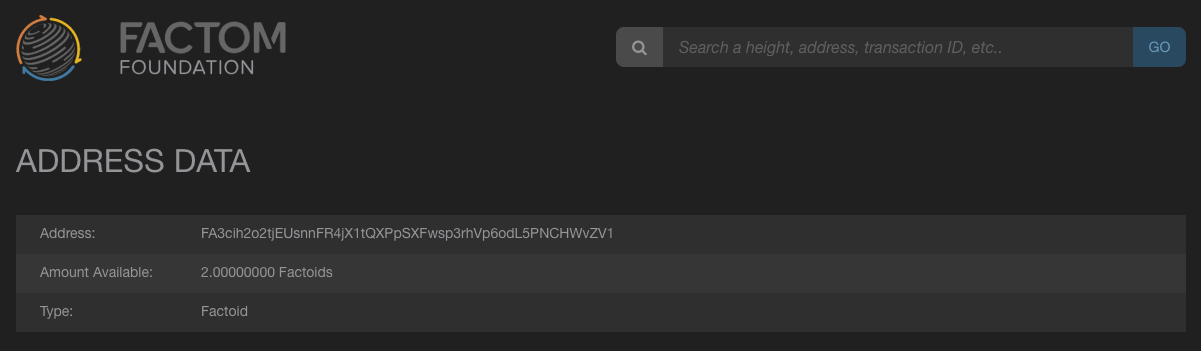 FACTOM
FOUNDATION
Search a height, address, transaction ID, etc..
GO
ADDRESS DATA
Address: FA3cih2o2tjEUsnnFR4jX1tQXPpSXFwsp3rhVp6odL5PNCHWvZV1
Amount Available: 2.00000000 Factoids
Type: Factoid